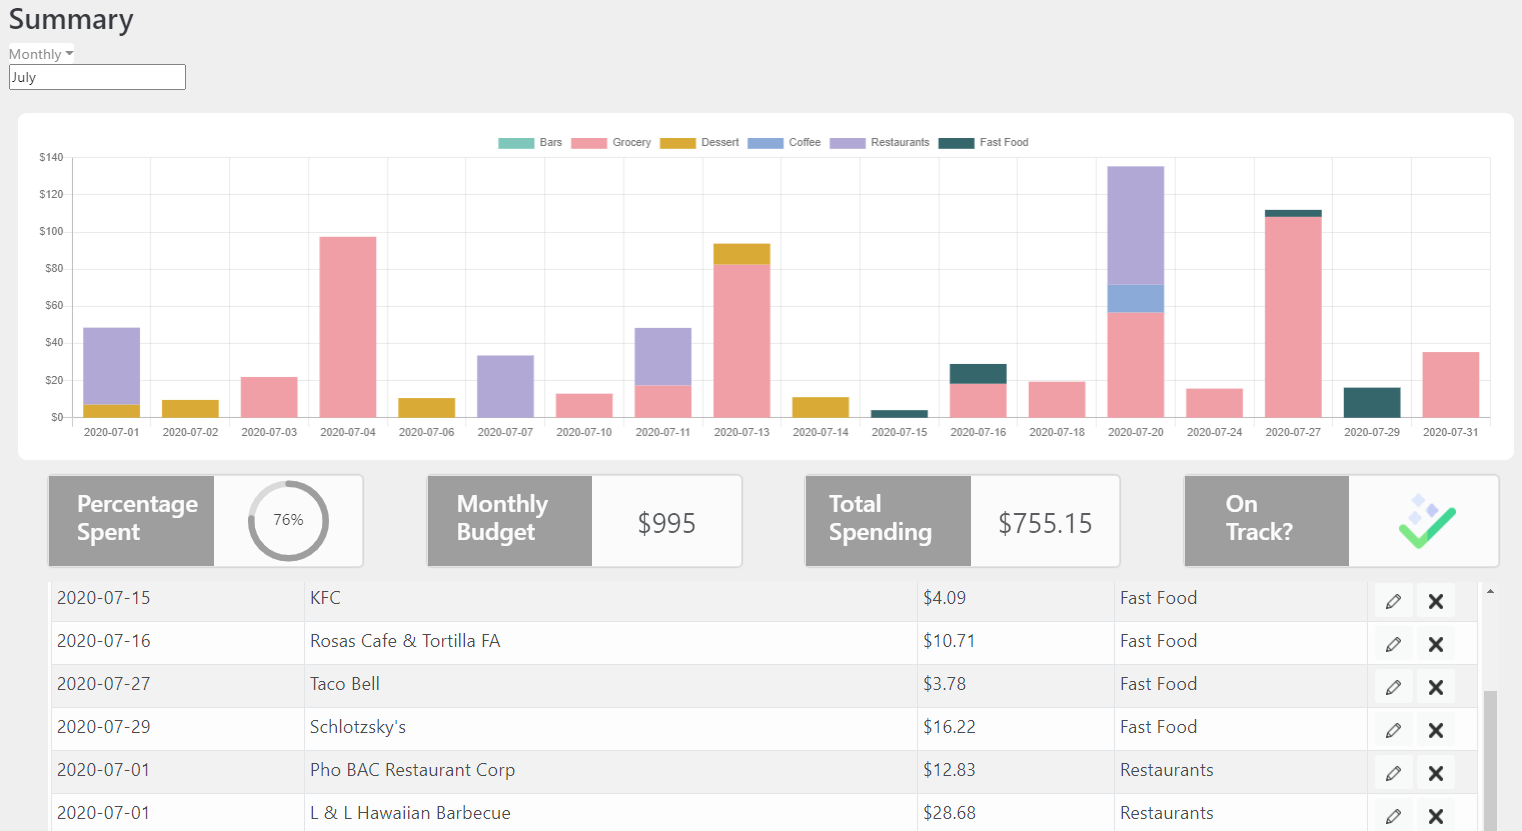 Summary
Monthly
July
Bars Grocery Dessert Coffee Restaurants Fast Food
$140
$120
$100
$80
$60
$40
$20
$0
2020-07-01 2020-07-02 2020-07-03 2020-07-04 2020-07-06 2020-07-07 2020-07-10 2020-07-11 2020-07-13 2020-07-14 2020-07-15 2020-07-16 2020-07-18 2020-07-20 2020-07-24 2020-07-27 2020-07-29 2020-07-31
Percentage
Spent
76%
Monthly
Budget
$995
Total
Spending
$755.15
On
Track?
2020-07-15 KFC $4.09 Fast Food
2020-07-16 Rosas Cafe & Tortilla FA $10.71 Fast Food
2020-07-27 Taco Bell $3.78 Fast Food
2020-07-29 Schlotzsky's $16.22 Fast Food
2020-07-01 Pho BAC Restaurant Corp $12.83 Restaurants
2020-07-01 L & L Hawaiian Barbecue $28.68 Restaurants